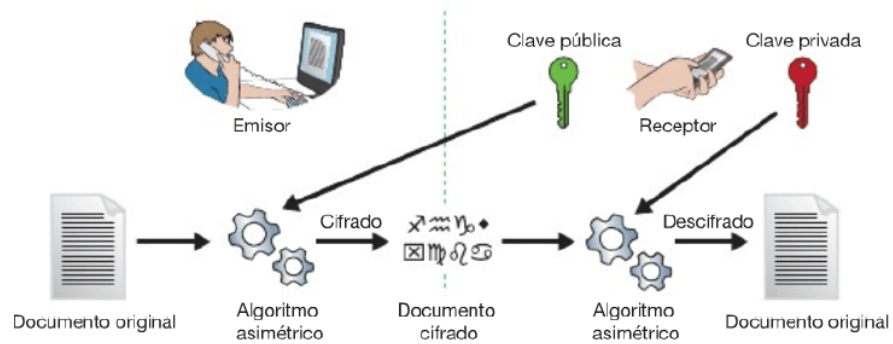 Clave pública
Clave privada
Emisor
Receptor
Cifrado
Descifrado
Documento original
Algoritmo
asimétrico
Documento
cifrado
Algoritmo
asimétrico
Documento original